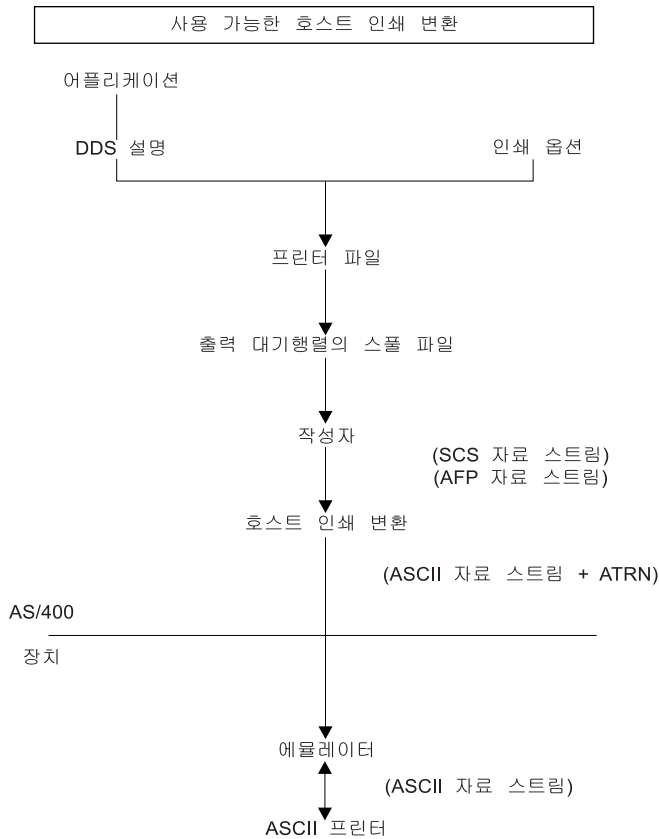 사용 가능한 호스트 인쇄 변환
어플리케이션
DDS 설명
인쇄 옵션
프린터 파일
출력 대기행렬의 스풀 파일
작성자
(SCS 자료 스트림)
(AFP 자료 스트림)
호스트 인쇄 변환
(ASCII 자료 스트림 + ATRN)
AS/400
장치
에뮬레이터
(ASCII 자료 스트림)
ASCII 프린터